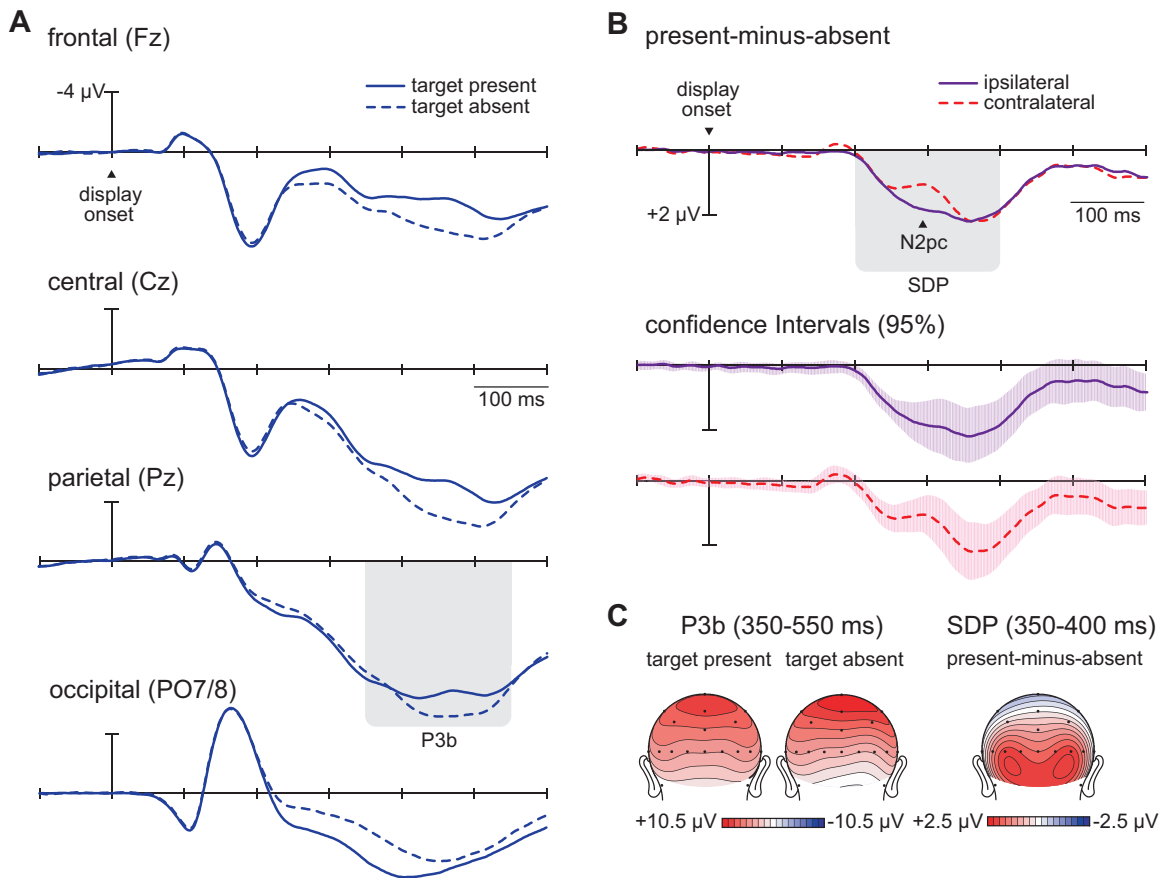 A
frontal (Fz)
-4 µV
target present
target absent
display
onset
central (Cz)
100 ms
parietal (Pz)
P3b
occipital (PO7/8)
B
present-minus-absent
display
onset
ipsilateral
contralateral
+2 µV
N2pc
100 ms
SDP
confidence Intervals (95%)
C
P3b (350-550 ms)
target present
target absent
+10.5 µV
-10.5 µV
SDP (350-400 ms)
present-minus-absent
+2.5 µV
-2.5 µV